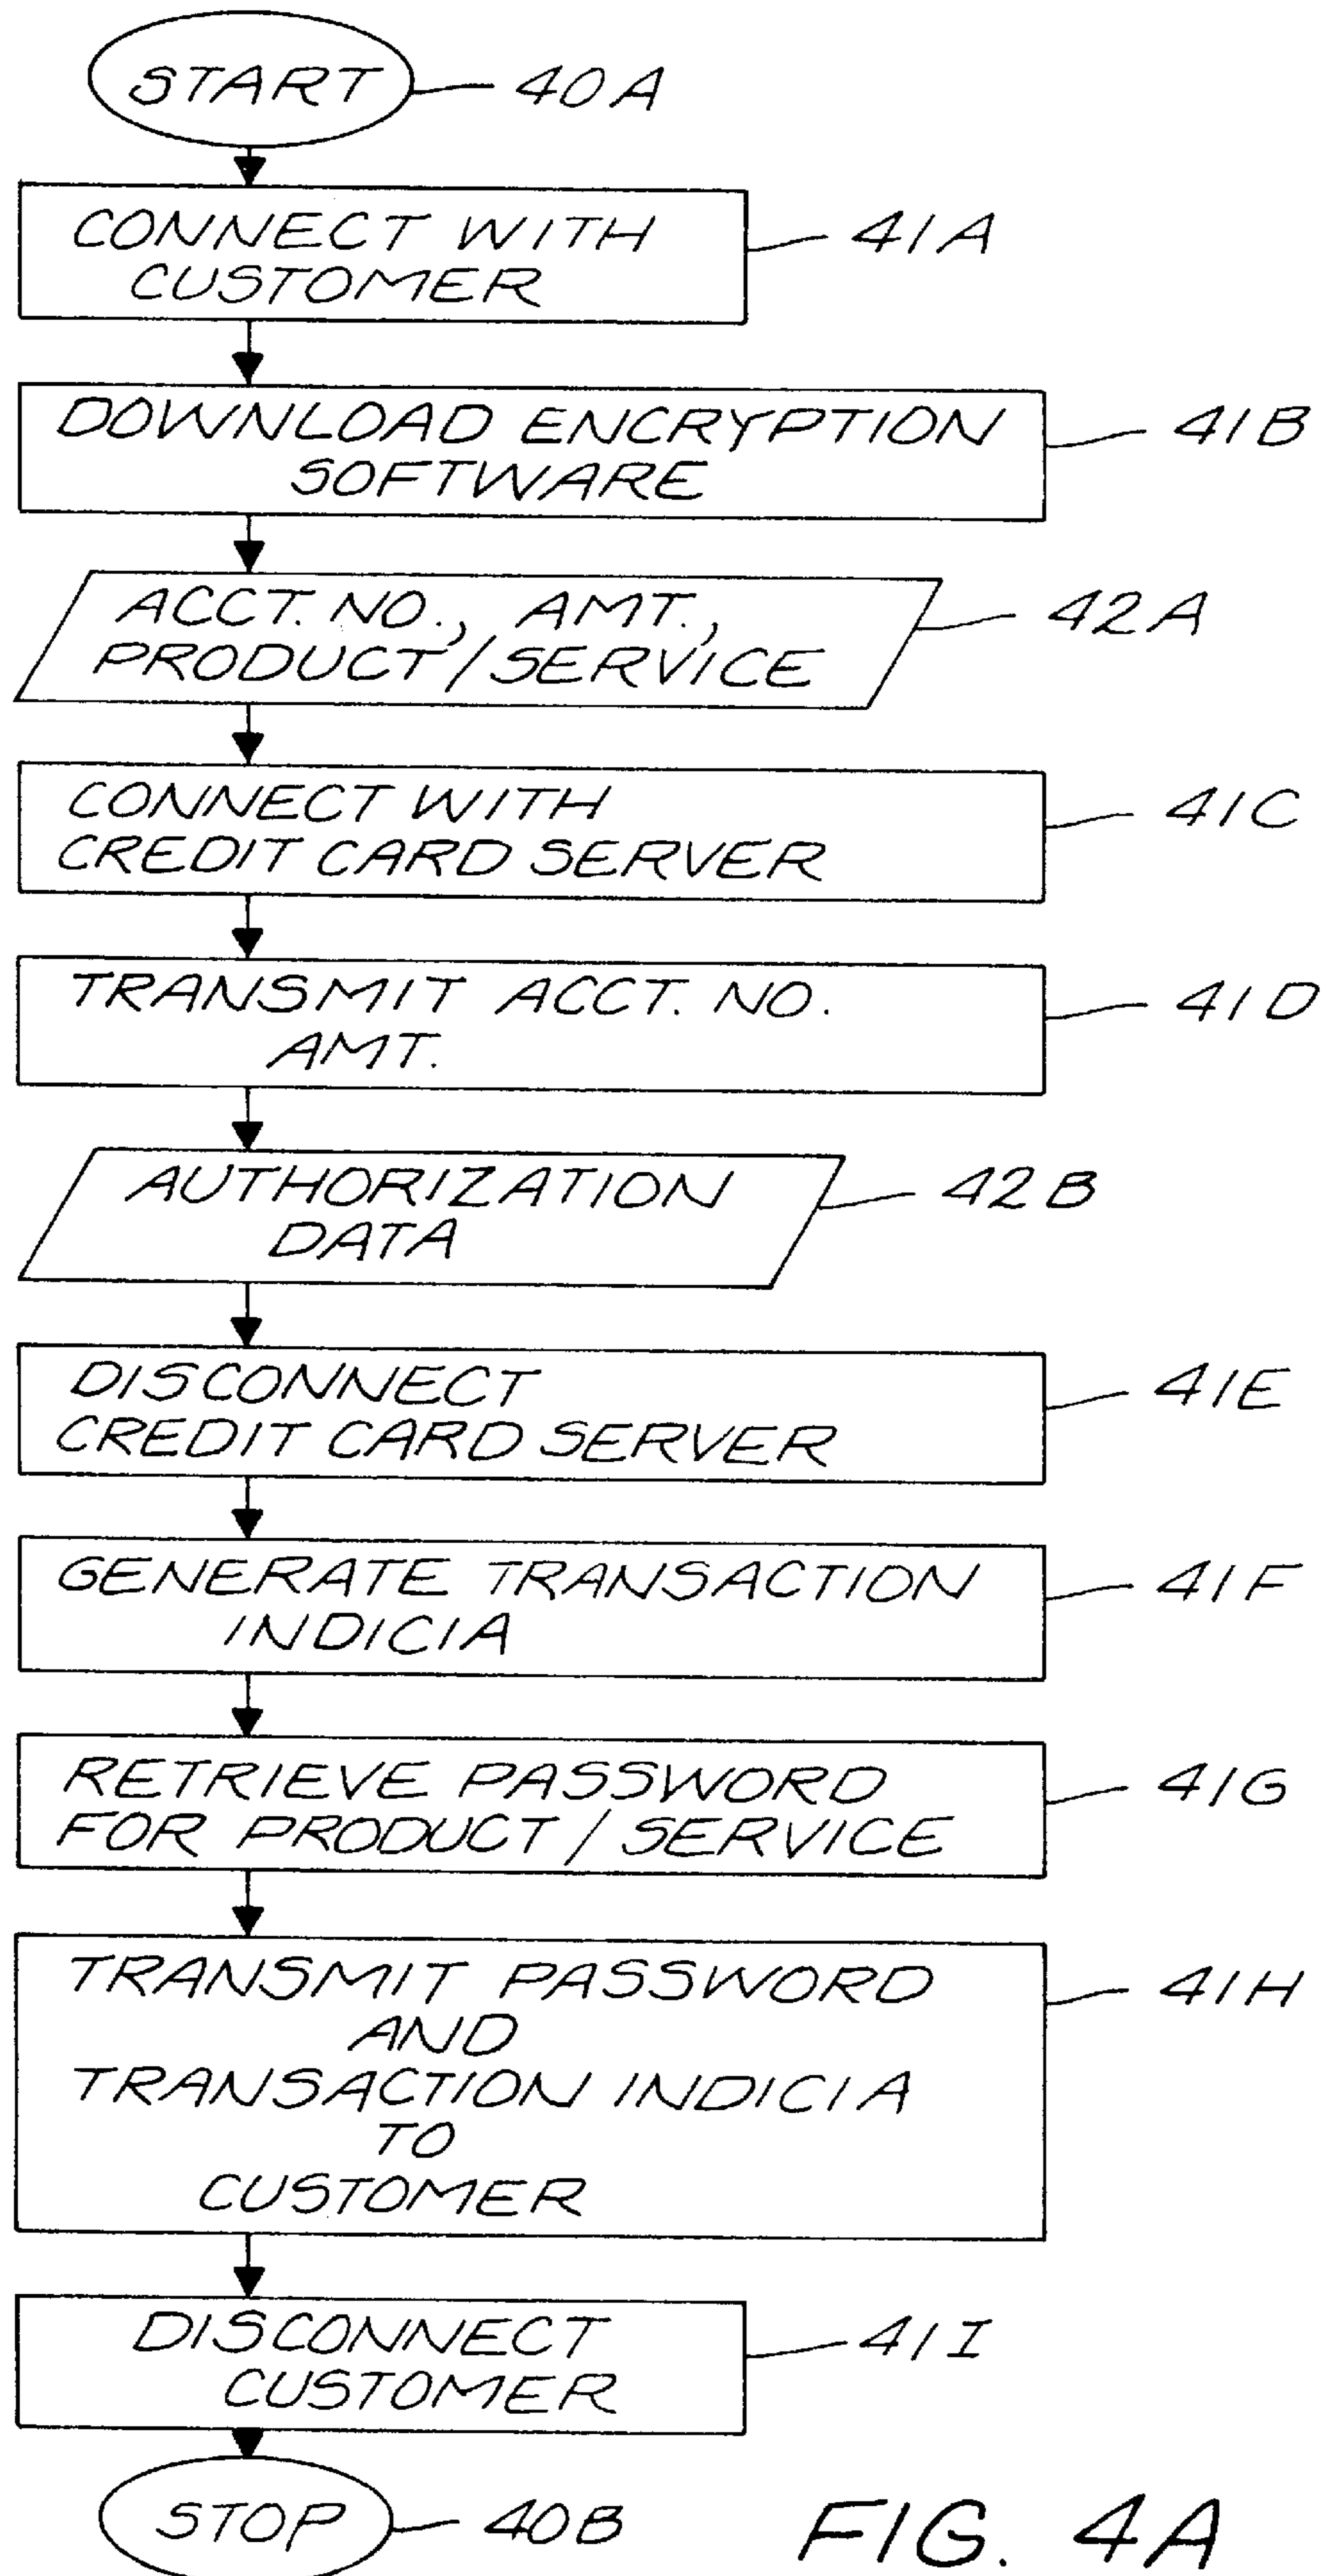 START 40A
CONNECT WITH 41A
CUSTOMER
DOWNLOAD ENCRYPTION 41B
SOFTWARE
ACCT. NO., AMT., 42A
PRODUCT/SERVICE
CONNECT WITH 41C
CREDIT CARD SERVER
TRANSMIT ACCT. NO. 41D
AMT.
AUTHORIZATION 42B
DATA
DISCONNECT 41E
CREDIT CARD SERVER
GENERATE TRANSACTION 41F
INDICIA
RETRIEVE PASSWORD 41G
FOR PRODUCT/SERVICE
TRANSMIT PASSWORD 41H
AND
TRANSACTION INDICIA
TO
CUSTOMER
DISCONNECT 41I
CUSTOMER
STOP 40B
FIG. 4A